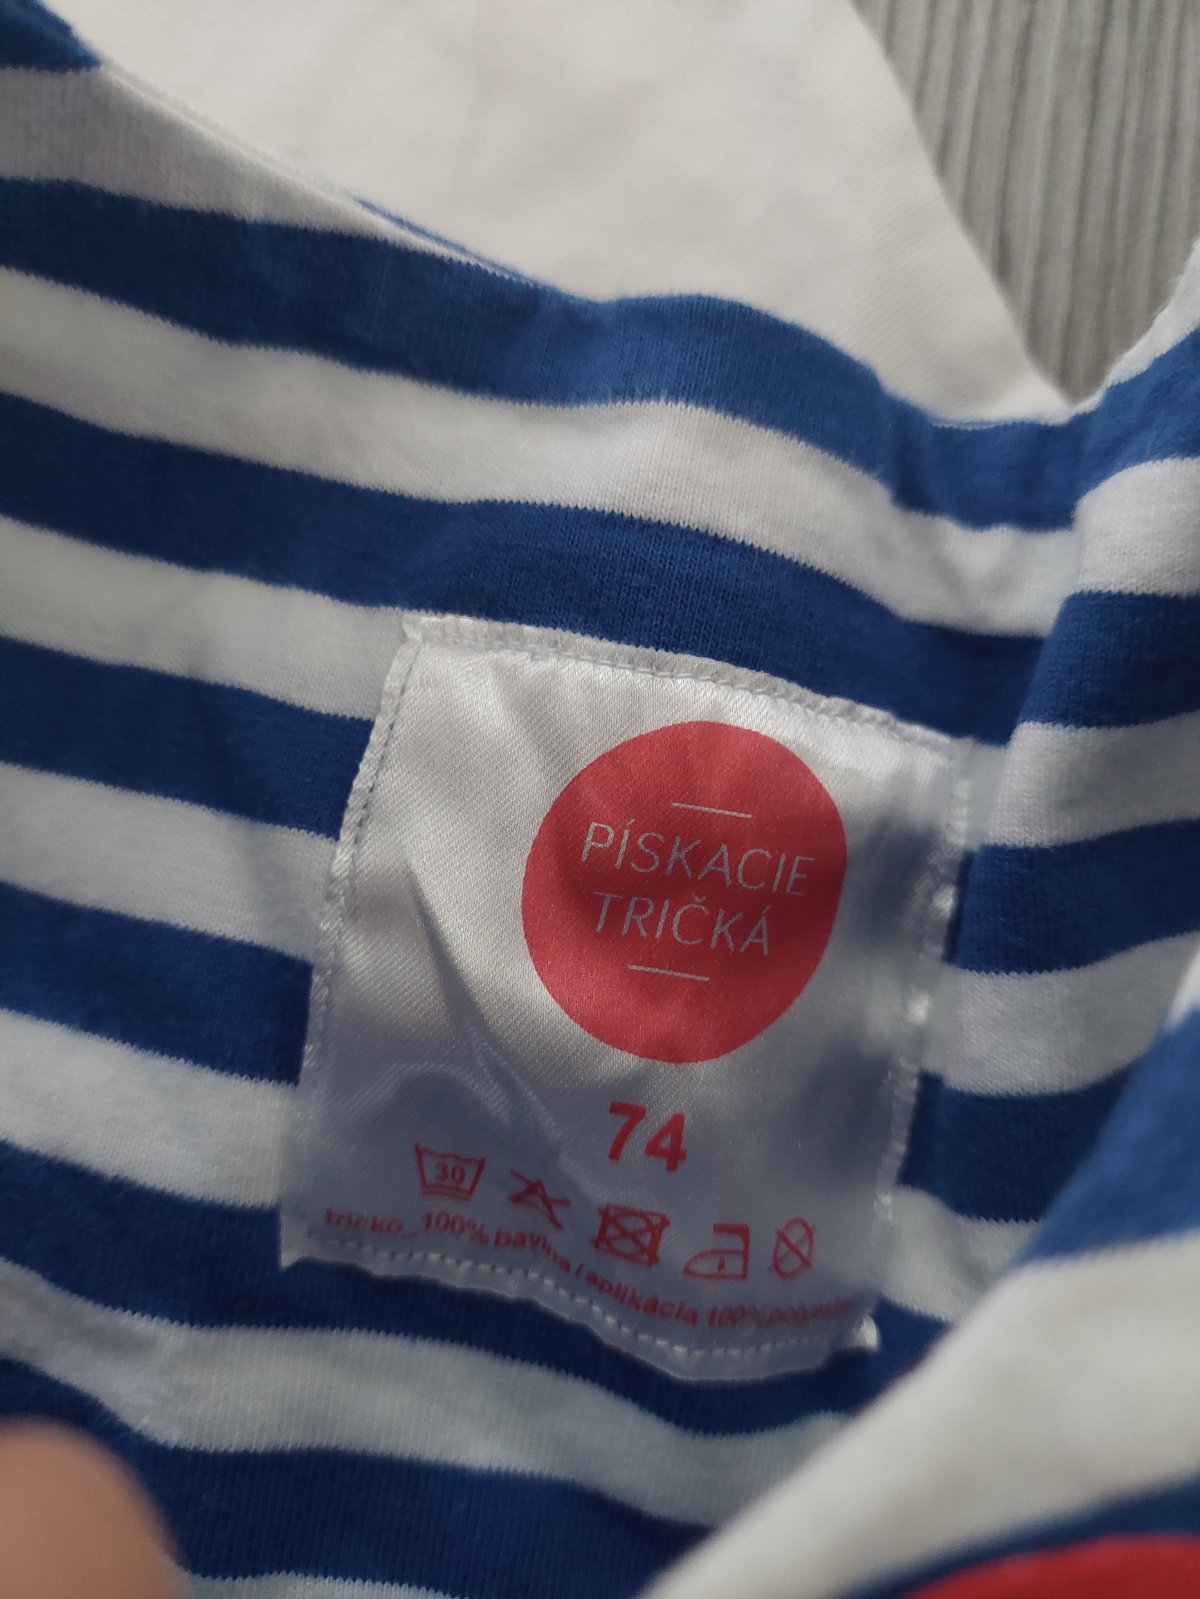 PÍSKACIE
TRIČKÁ
74
30
tričko_100% bavlna/aplikácia 100% polyester